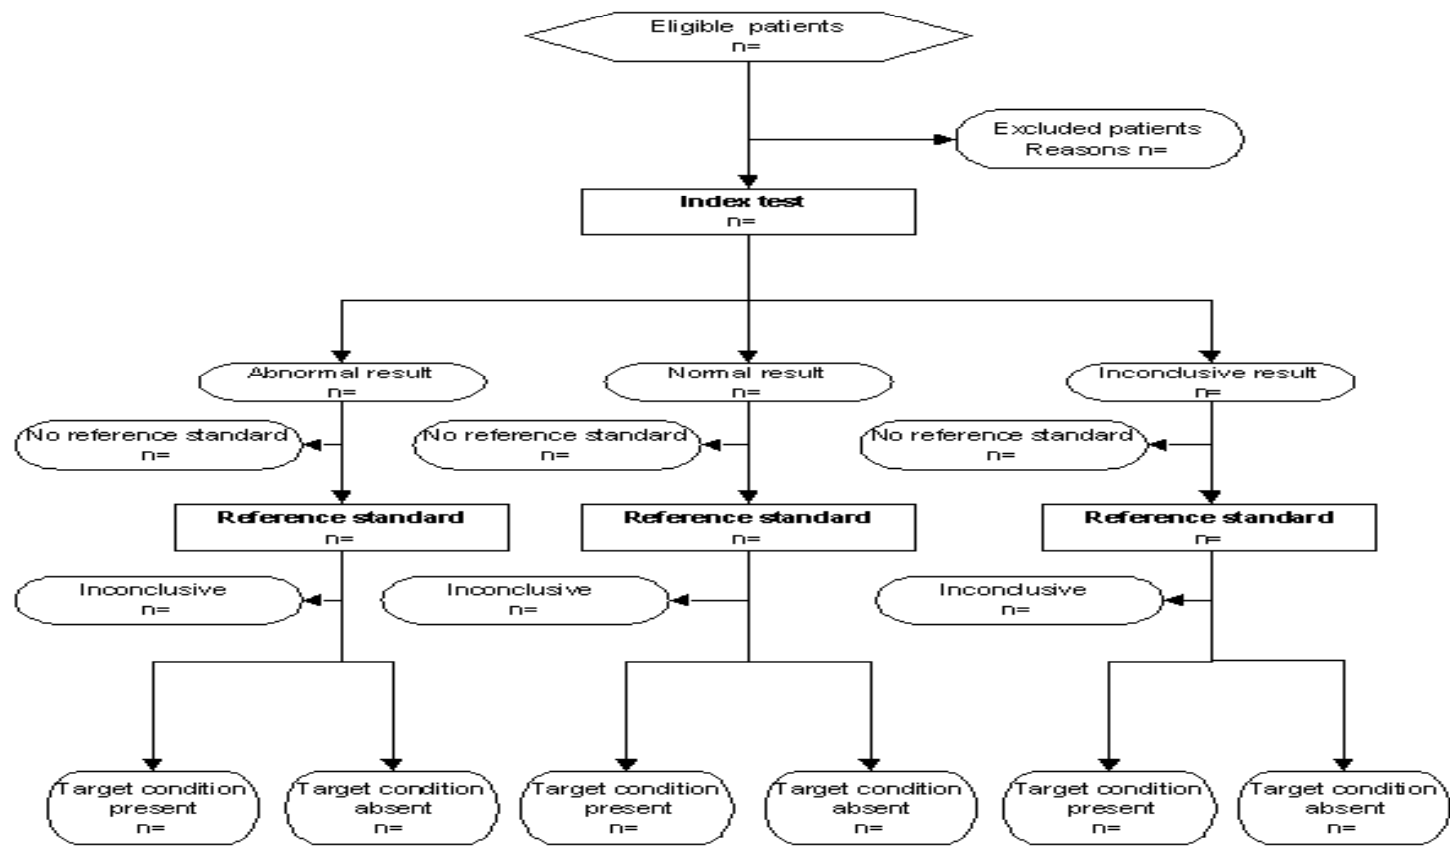 Eligible patients
n=
Excluded patients
Reasons n=
Index test
n=
Abnormal result
n=
Normal result
n=
Inconclusive result
n=
No reference standard
n=
No reference standard
n=
No reference standard
n=
Reference standard
n=
Reference standard
n=
Reference standard
n=
Inconclusive
n=
Inconclusive
n=
Inconclusive
n=
Target condition
present
n=
Target condition
absent
n=
Target condition
present
n=
Target condition
absent
n=
Target condition
present
n=
Target condition
absent
n=